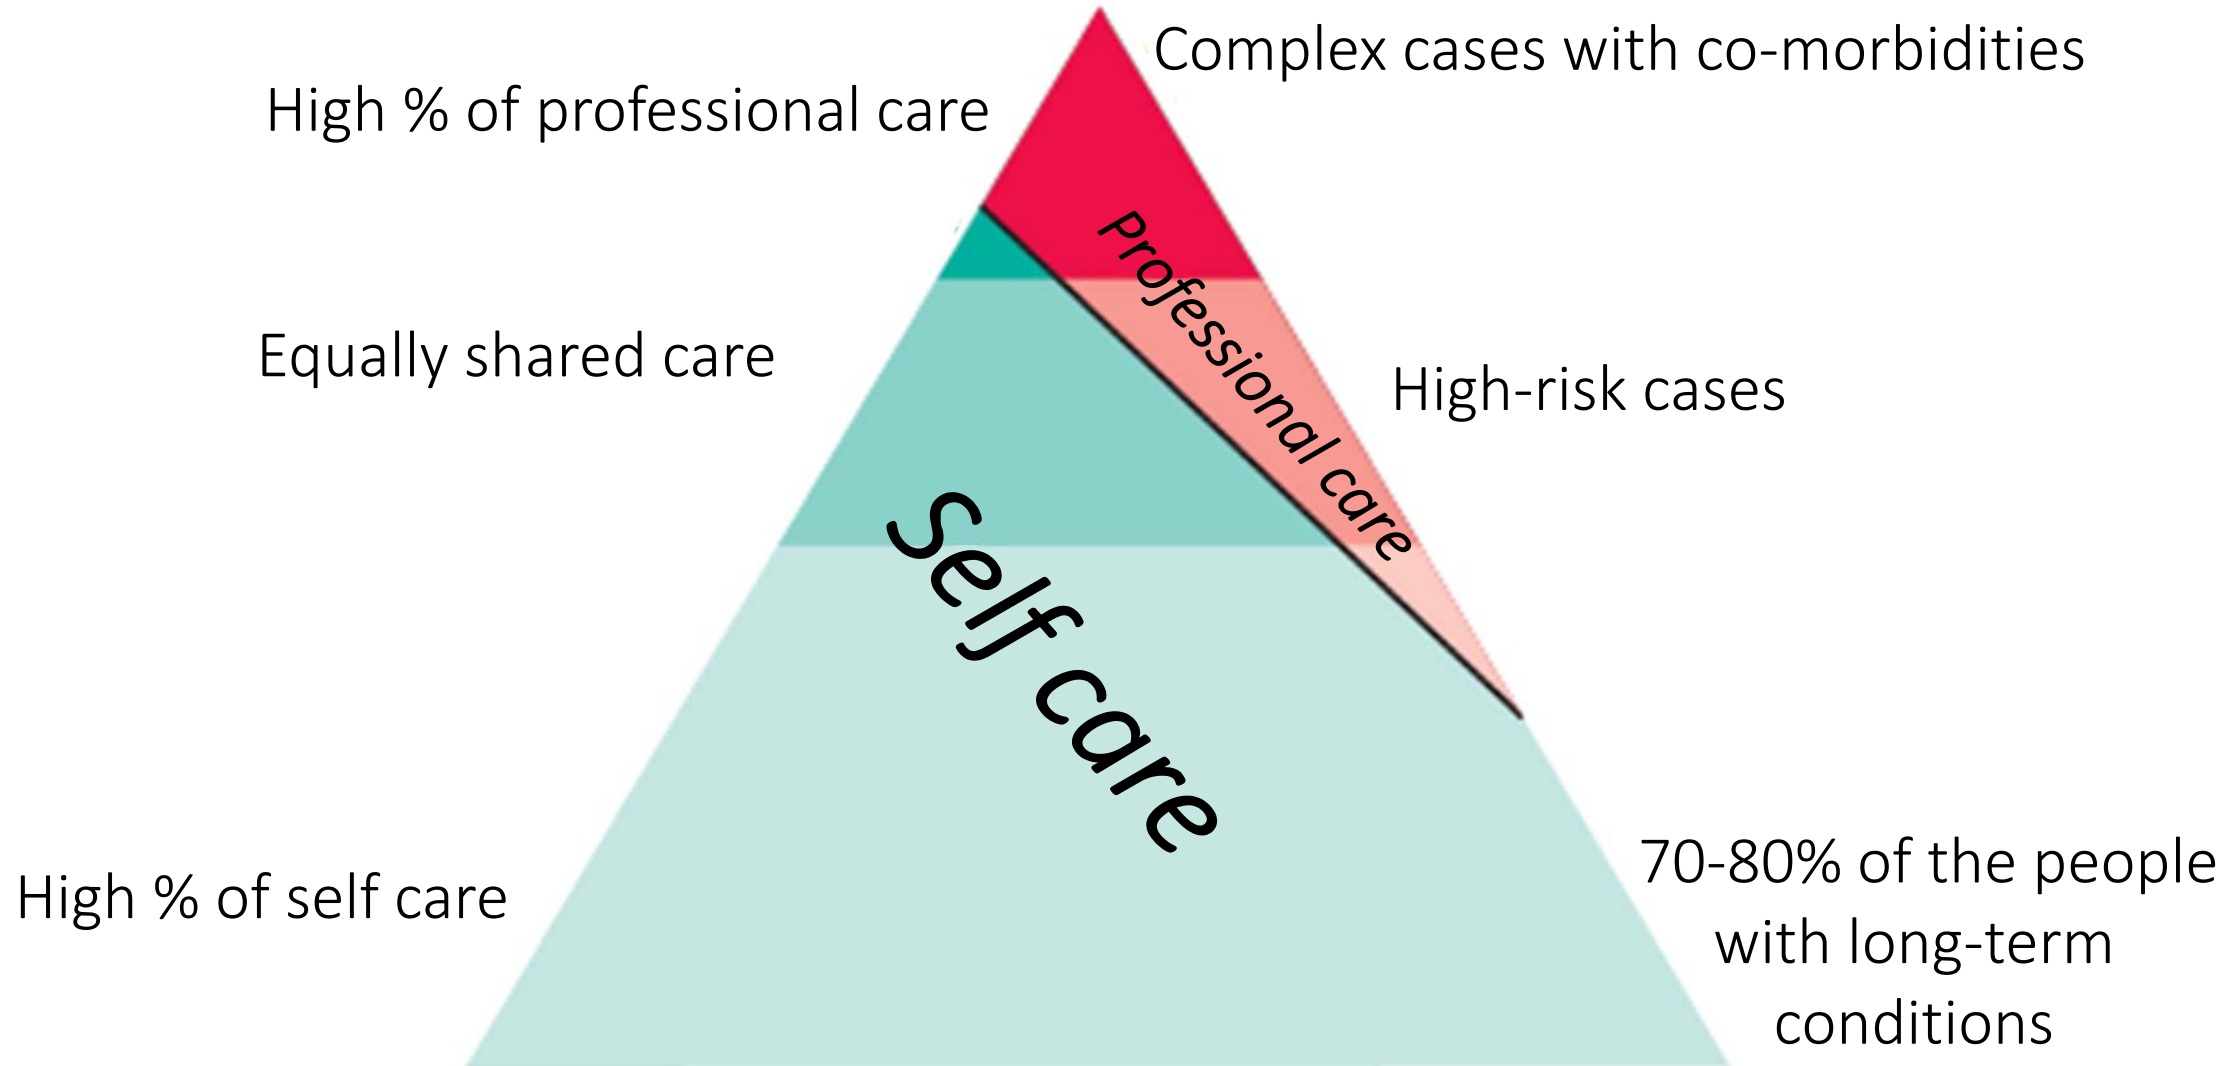 Complex cases with co-morbidities
High % of professional care
Professional care
Equally shared care
High-risk cases
Self care
High % of self care
70-80% of the people
with long-term
conditions